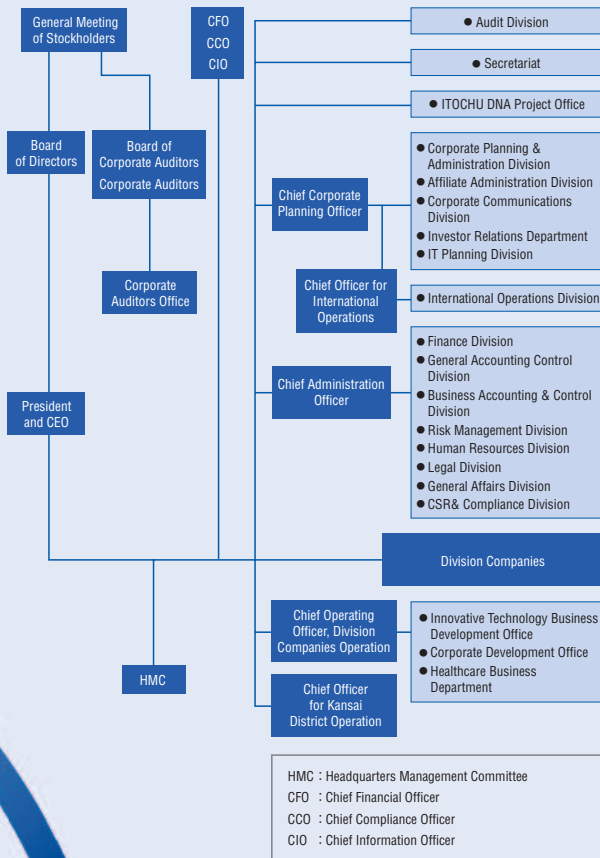 General Meeting
of Stockholders
CFO
CCO
CIO
● Audit Division
● Secretariat
● ITOCHU DNA Project Office
Board
of Directors
Board of
Corporate Auditors
Corporate Auditors
Corporate
Auditors Office
Chief Corporate
Planning Officer
● Corporate Planning &
Administration Division
● Affiliate Administration Division
● Corporate Communications
Division
● Investor Relations Department
● IT Planning Division
Chief Officer for
International
Operations
● International Operations Division
President
and CEO
Chief Administration
Officer
● Finance Division
● General Accounting Control
Division
● Business Accounting & Control
Division
● Risk Management Division
● Human Resources Division
● Legal Division
● General Affairs Division
● CSR& Compliance Division
Division Companies
HMC
Chief Operating
Officer, Division
Companies Operation
● Innovative Technology Business
Development Office
● Corporate Development Office
● Healthcare Business
Department
Chief Officer
for Kansai
District Operation
HMC : Headquarters Management Committee
CFO : Chief Financial Officer
CCO : Chief Compliance Officer
CIO : Chief Information Officer